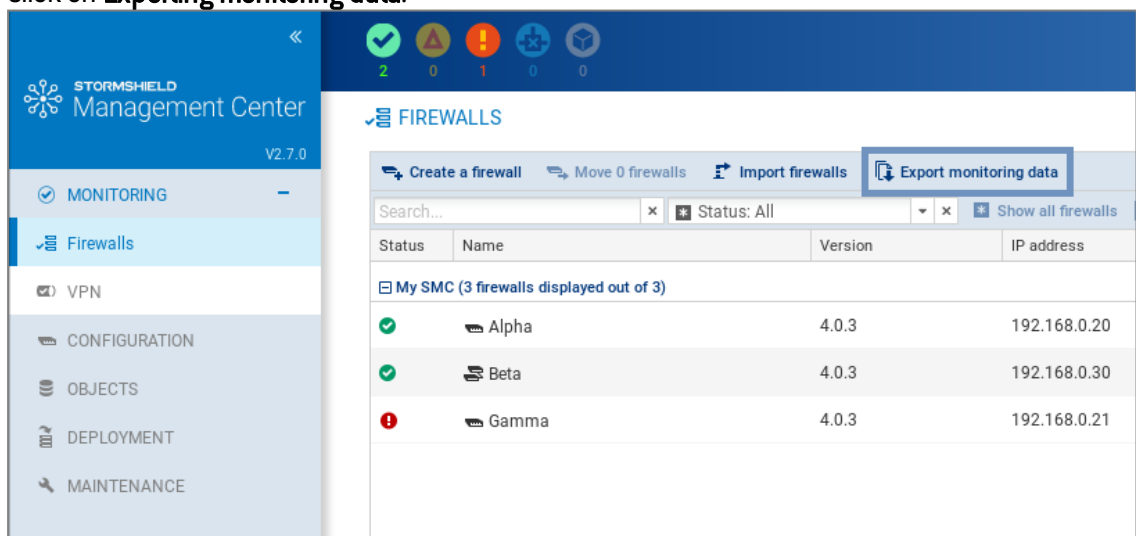 Click on Exporting monitoring data.
«
2 0 1 0 0
STORMSHIELD
Management Center
V2.7.0
FIREWALLS
Create a firewall Move 0 firewalls Import firewalls Export monitoring data
MONITORING
Search... Status: All Show all firewalls
Firewalls
Status Name Version IP address
VPN
My SMC (3 firewalls displayed out of 3)
CONFIGURATION
Alpha 4.0.3 192.168.0.20
OBJECTS
Beta 4.0.3 192.168.0.30
DEPLOYMENT
Gamma 4.0.3 192.168.0.21
MAINTENANCE